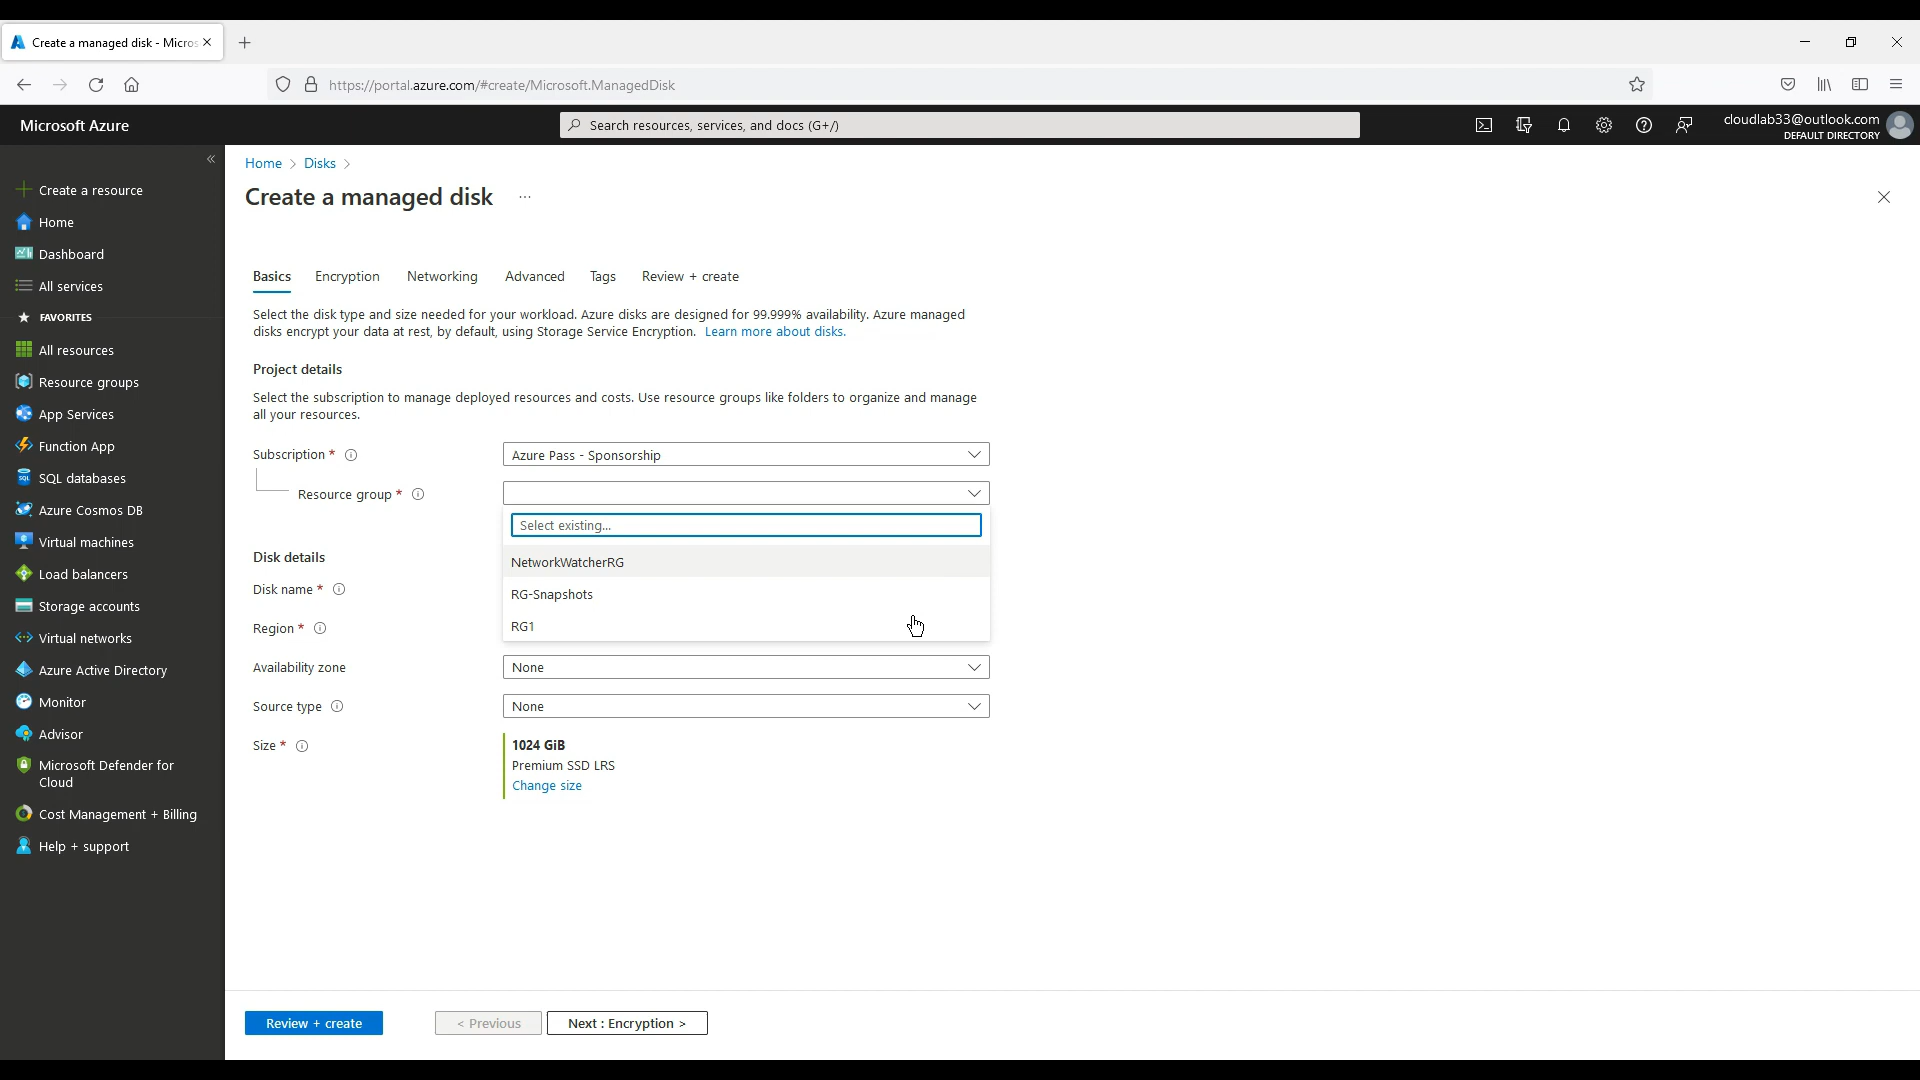 Create a managed disk - Micros
https://portal.azure.com/#create/Microsoft.ManagedDisk
Microsoft Azure
Search resources, services, and docs (G+/)
cloudlab33@outlook.com
DEFAULT DIRECTORY
Create a resource
Home
Dashboard
All services
FAVORITES
All resources
Resource groups
App Services
Function App
SQL databases
Azure Cosmos DB
Virtual machines
Load balancers
Storage accounts
Virtual networks
Azure Active Directory
Monitor
Advisor
Microsoft Defender for
Cloud
Cost Management + Billing
Help + support
Home > Disks >
Create a managed disk ...
Basics Encryption Networking Advanced Tags Review + create
Select the disk type and size needed for your workload. Azure disks are designed for 99.999% availability. Azure managed
disks encrypt your data at rest, by default, using Storage Service Encryption. Learn more about disks.
Project details
Select the subscription to manage deployed resources and costs. Use resource groups like folders to organize and manage
all your resources.
Subscription *
Azure Pass - Sponsorship
Resource group *
Select existing...
NetworkWatcherRG
RG-Snapshots
RG1
Disk details
Disk name *
Region *
Availability zone
None
Source type
None
Size *
1024 GiB
Premium SSD LRS
Change size
Review + create
< Previous
Next : Encryption >